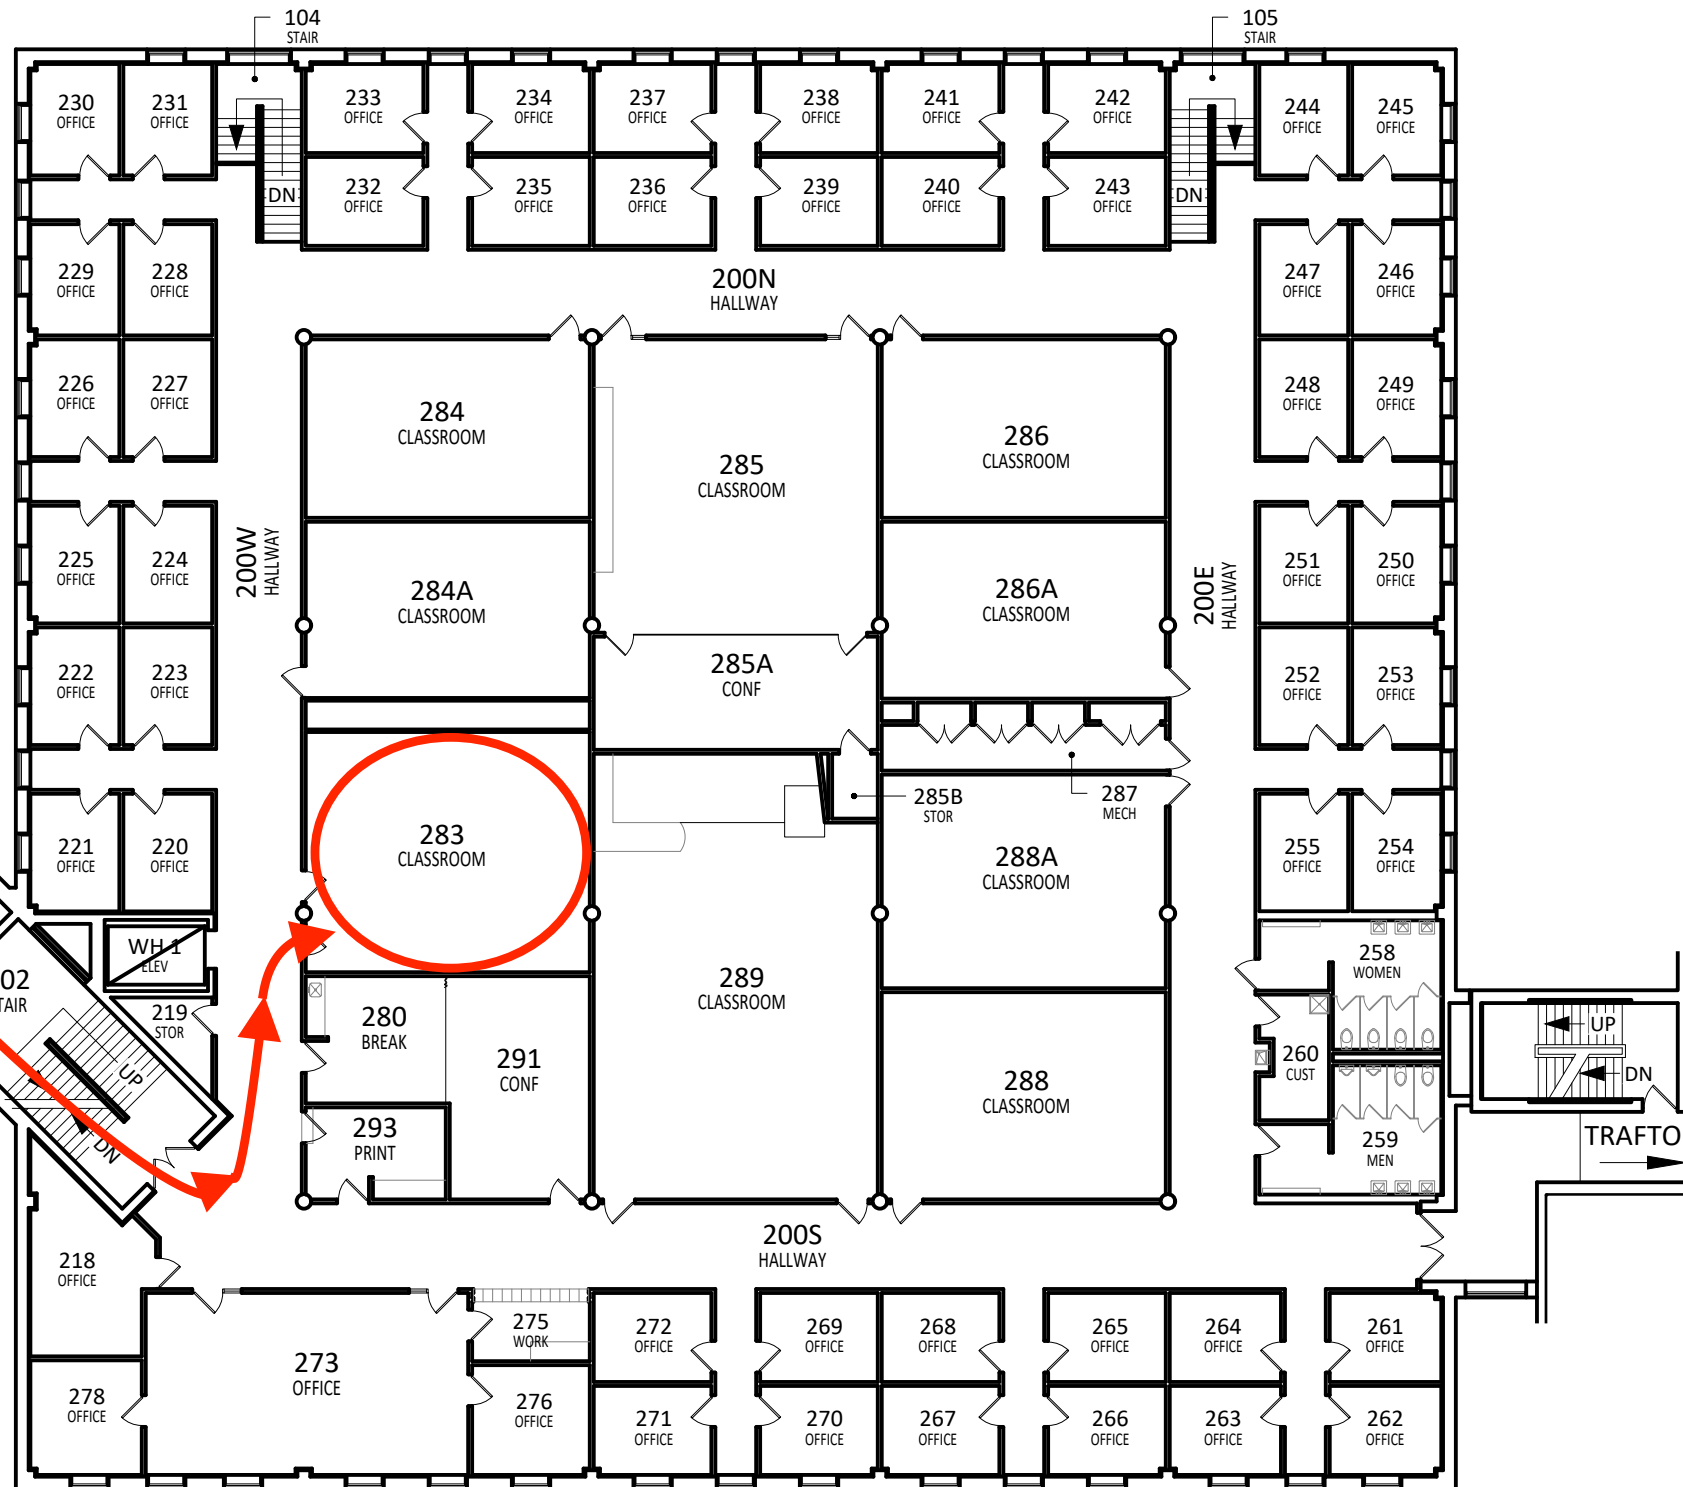 104
STAIR
105
STAIR
230
OFFICE
231
OFFICE
233
OFFICE
234
OFFICE
237
OFFICE
238
OFFICE
241
OFFICE
242
OFFICE
244
OFFICE
245
OFFICE
DN
232
OFFICE
235
OFFICE
236
OFFICE
239
OFFICE
240
OFFICE
243
OFFICE
DN
229
OFFICE
228
OFFICE
200N
HALLWAY
247
OFFICE
246
OFFICE
226
OFFICE
227
OFFICE
284
CLASSROOM
285
CLASSROOM
286
CLASSROOM
248
OFFICE
249
OFFICE
225
OFFICE
224
OFFICE
200W
HALLWAY
284A
CLASSROOM
286A
CLASSROOM
200E
HALLWAY
251
OFFICE
250
OFFICE
222
OFFICE
223
OFFICE
285A
CONF
252
OFFICE
253
OFFICE
221
OFFICE
220
OFFICE
283
CLASSROOM
285B
STOR
287
MECH
288A
CLASSROOM
255
OFFICE
254
OFFICE
WH 1
ELEV
02
TAIR
219
STOR
280
BREAK
291
CONF
289
CLASSROOM
258
WOMEN
UP
DN
260
CUST
288
CLASSROOM
UP
DN
293
PRINT
259
MEN
TRAFTO
218
OFFICE
200S
HALLWAY
275
WORK
272
OFFICE
269
OFFICE
268
OFFICE
265
OFFICE
264
OFFICE
261
OFFICE
273
OFFICE
278
OFFICE
276
OFFICE
271
OFFICE
270
OFFICE
267
OFFICE
266
OFFICE
263
OFFICE
262
OFFICE